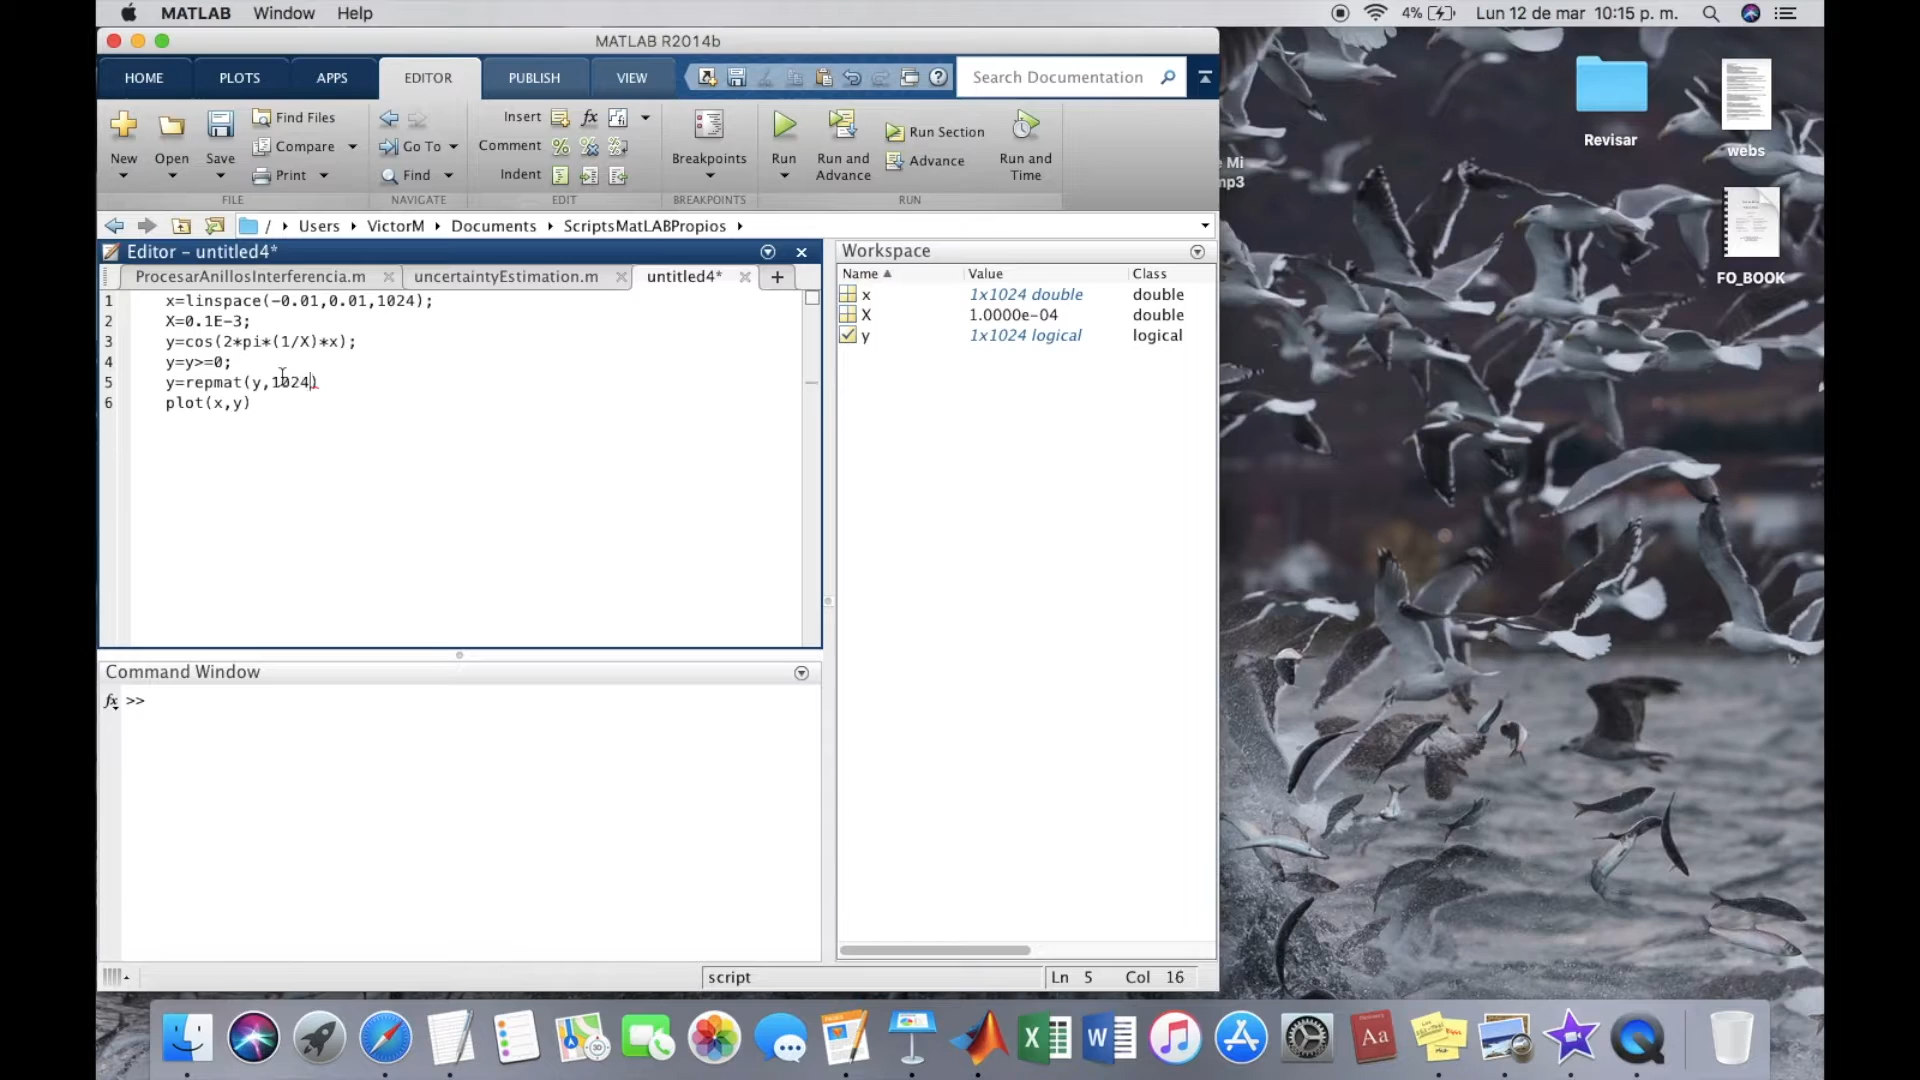 MATLAB Window Help 4% Lun 12 de mar 10:15 p. m.
MATLAB R2014b
HOME PLOTS APPS EDITOR PUBLISH VIEW Search Documentation
New Open Save Find Files Compare Print
FILE
Go To Find
NAVIGATE
Insert fx
Comment
Indent
EDIT
Breakpoints
BREAKPOINTS
Run
Run and Advance
Run Section
Advance
Run and Time
RUN
/ Users VictorM Documents ScriptsMatLABPropios
Editor – untitled4*
ProcesarAnillosInterferencia.m uncertaintyEstimation.m untitled4* +
1 x=linspace(-0.01,0.01,1024);
2 X=0.1E-3;
3 y=cos(2*pi*(1/X)*x);
4 y=y>=0;
5 y=repmat(y,1024)
6 plot(x,y)
Command Window
fx >>
Workspace
Name Value Class
x 1x1024 double double
X 1.0000e-04 double
y 1x1024 logical logical
script Ln 5 Col 16
Mi
mp3
Revisar
webs
FO_BOOK
Aa